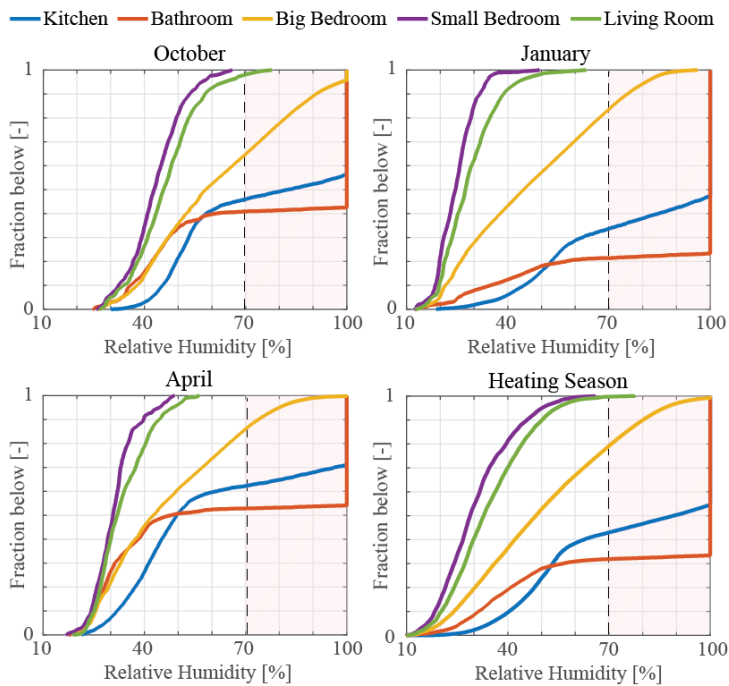 Kitchen Bathroom Big Bedroom Small Bedroom Living Room
October January
Fraction below [-]
1
0
10 40 70 100
Relative Humidity [%]
Fraction below [-]
1
0
10 40 70 100
Relative Humidity [%]
April Heating Season
Fraction below [-]
1
0
10 40 70 100
Relative Humidity [%]
Fraction below [-]
1
0
10 40 70 100
Relative Humidity [%]